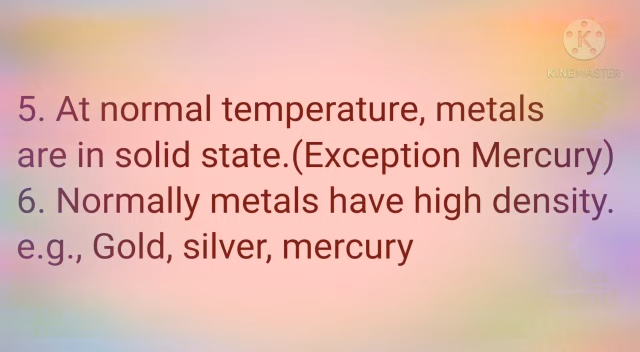 K
KINEMASTER
5. At normal temperature, metals
are in solid state.(Exception Mercury)
6. Normally metals have high density.
e.g., Gold, silver, mercury